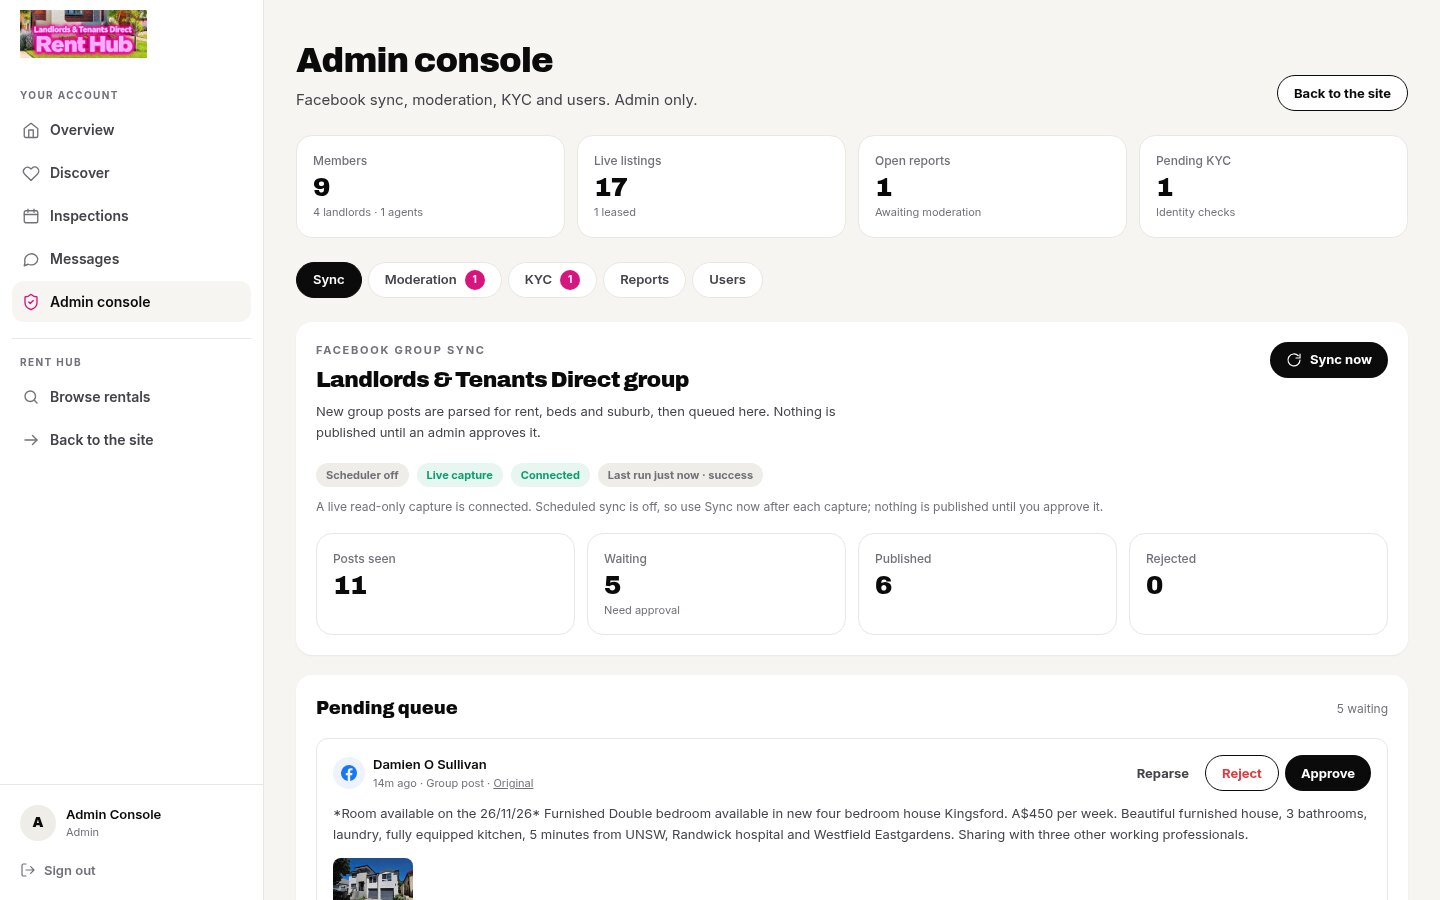 Landlords & Tenants Direct
Rent Hub
YOUR ACCOUNT
Overview
Discover
Inspections
Messages
Admin console
RENT HUB
Browse rentals
Back to the site
A
Admin Console
Admin
Sign out
Admin console
Facebook sync, moderation, KYC and users. Admin only.
Back to the site
Members
9
4 landlords · 1 agents
Live listings
17
1 leased
Open reports
1
Awaiting moderation
Pending KYC
1
Identity checks
Sync
Moderation 1
KYC 1
Reports
Users
FACEBOOK GROUP SYNC
Landlords & Tenants Direct group
Sync now
New group posts are parsed for rent, beds and suburb, then queued here. Nothing is
published until an admin approves it.
Scheduler off
Live capture
Connected
Last run just now · success
A live read-only capture is connected. Scheduled sync is off, so use Sync now after each capture; nothing is published until you approve it.
Posts seen
11
Waiting
5
Need approval
Published
6
Rejected
0
Pending queue
5 waiting
Damien O Sullivan
14m ago · Group post · Original
Reparse
Reject
Approve
*Room available on the 26/11/26* Furnished Double bedroom available in new four bedroom house Kingsford. A$450 per week. Beautiful furnished house, 3 bathrooms,
laundry, fully equipped kitchen, 5 minutes from UNSW, Randwick hospital and Westfield Eastgardens. Sharing with three other working professionals.